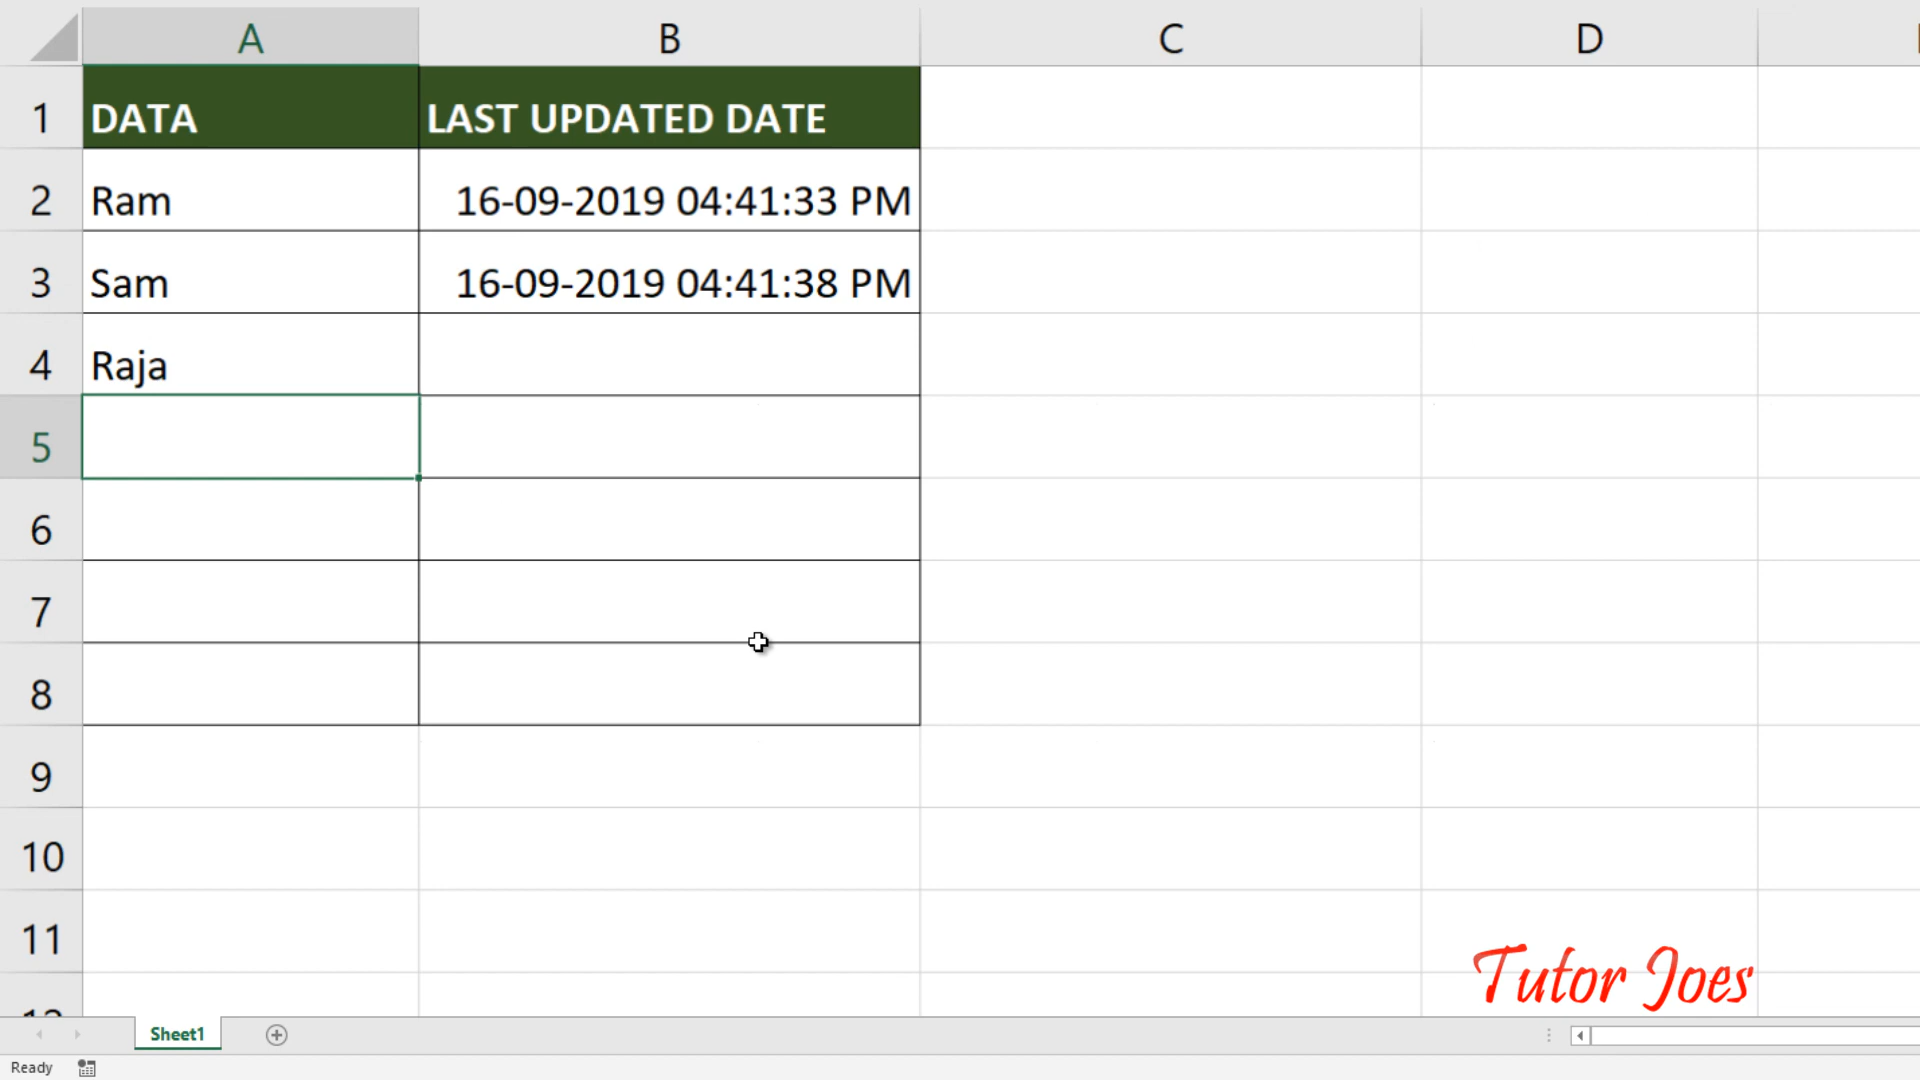 A B C D
1 DATA LAST UPDATED DATE
2 Ram 16-09-2019 04:41:33 PM
3 Sam 16-09-2019 04:41:38 PM
4 Raja
5
6
7
8
9
10
11
Tutor Joes
Sheet1
Ready